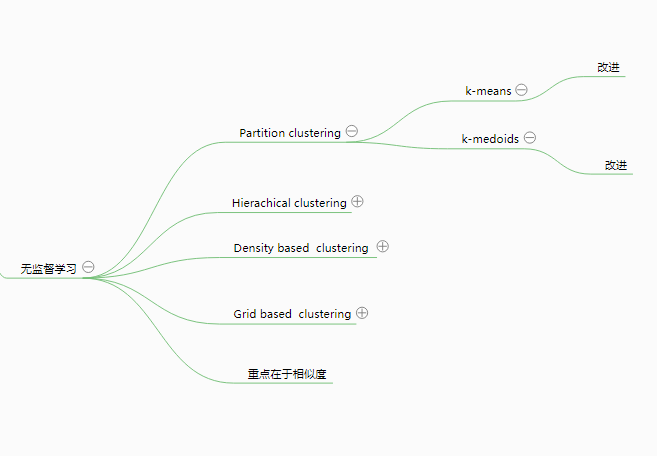 改进
k-means
Partition clustering
k-medoids
改进
Hierachical clustering
Density based  clustering
无监督学习
Grid based  clustering
重点在于相似度